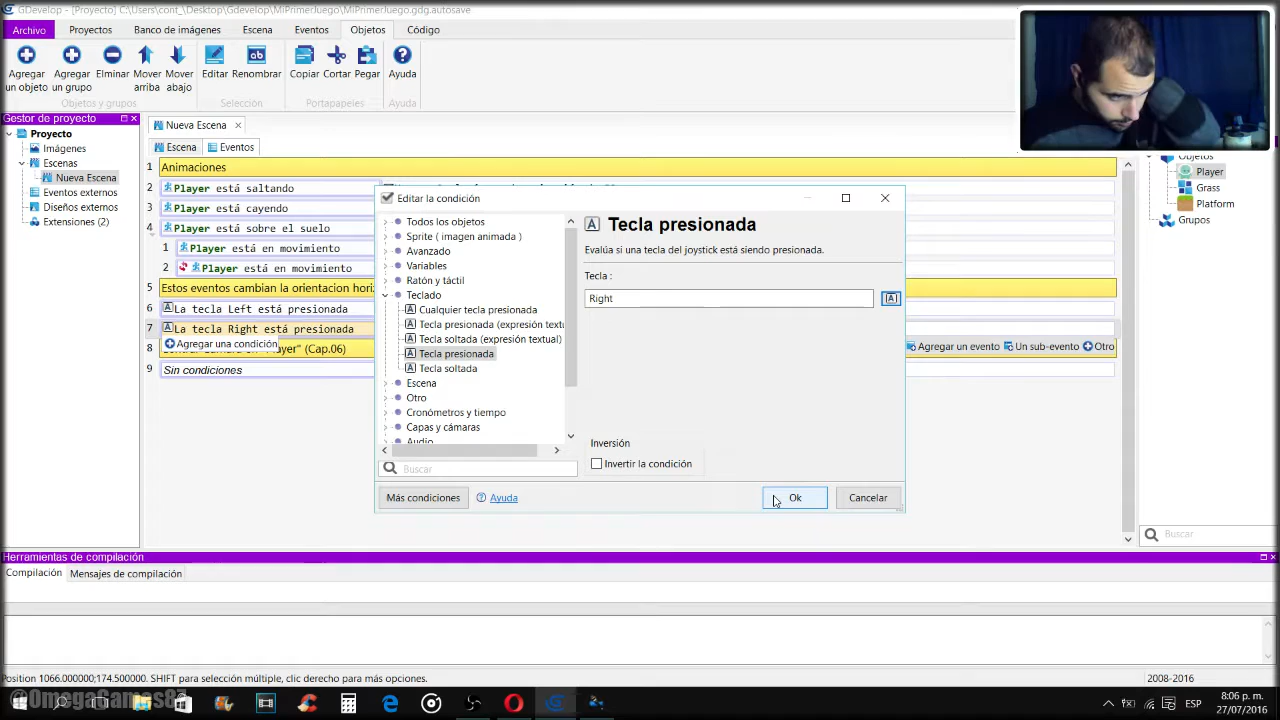 GDevelop - [Proyecto] C:\Users\cont_\Desktop\Gdevelop\MiPrimerJuego\MiPrimerJuego.gdg.autosave
Archivo Proyectos Banco de imágenes Escena Eventos Objetos Código
Agregar un objeto Agregar un grupo Elminar Mover arriba Mover abajo Editar Renombrar Copiar Cortar Pegar Ayuda
Objetos y grupos Selección Portapapeles Ayuda
Gestor de proyecto
Proyecto
Imágenes
Escenas
Nueva Escena
Eventos externos
Diseños externos
Extensiones (2)
Nueva Escena
Escena Eventos
1 Animaciones
2 Player está saltando
3 Player está cayendo
4 Player está sobre el suelo
1 Player está en movimiento
2 Player está en movimiento
5 Estos eventos cambian la orientacion
6 La tecla Left está presionada
7 La tecla Right está presionada
Agregar una condición
8 "Player" (Cap.06)
9 Sin condiciones
Agregar un evento Un sub-evento Otro
Editar la condición
Todos los objetos
Sprite ( imagen animada )
Avanzado
Variables
Ratón y táctil
Teclado
Cualquier tecla presionada
Tecla presionada (expresión textu
Tecla soltada (expresión textual)
Tecla presionada
Tecla soltada
Escena
Otro
Cronómetros y tiempo
Capas y cámaras
Audio
Buscar
Más condiciones Ayuda
Tecla presionada
Evalúa si una tecla del joystick está siendo presionada.
Tecla :
Right
Inversión
Invertir la condición
Ok Cancelar
Objetos
Player
Grass
Platform
Grupos
Buscar
Herramientas de compilación
Compilación Mensajes de compilación
Position 1066.000000;174.500000. SHIFT para selección múltiple, clic derecho para más opciones.
2008-2016
@OmegaGames87
ESP
8:06 p. m.
27/07/2016